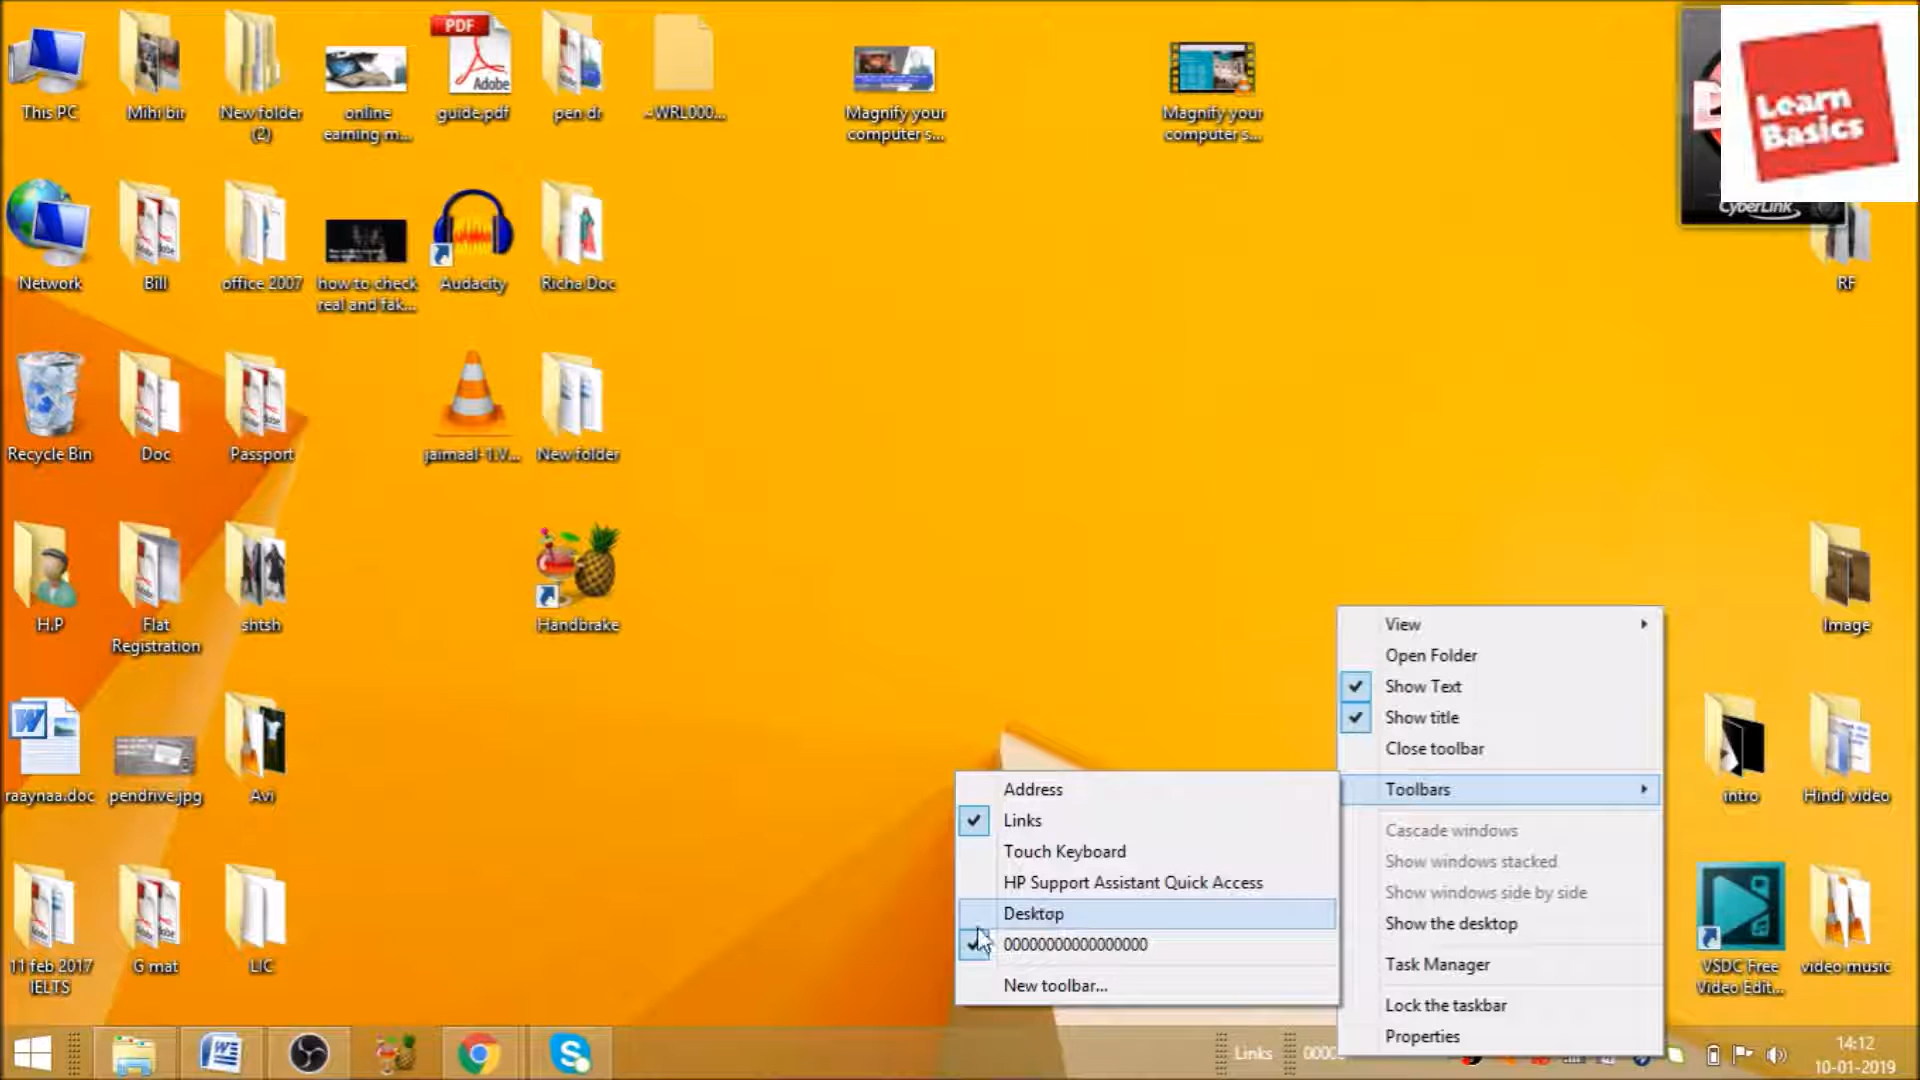 This PC
Mihi bir
New folder
(2)
online
earning m...
PDF
Adobe
guide.pdf
pen dr
~WRL000...
Magnify your
computer s...
Magnify your
computer s...
Learn
Basics
CyberLink
Network
Bill
office 2007
how to check
real and fak...
Audacity
Richa Doc
RF
Recycle Bin
Doc
Passport
jaimaal-1.V...
New folder
H.P
Flat
Registration
shtsh
Handbrake
Image
raaynaa.doc
pendrive.jpg
Avi
intro
Hindi video
11 feb 2017
IELTS
G mat
LIC
VSDC Free
Video Edit...
video music
View
Open Folder
Show Text
Show title
Close toolbar
Toolbars
Cascade windows
Show windows stacked
Show windows side by side
Show the desktop
Task Manager
Lock the taskbar
Properties
Address
Links
Touch Keyboard
HP Support Assistant Quick Access
Desktop
00000000000000000
New toolbar...
Links
0000
14:12
10-01-2019